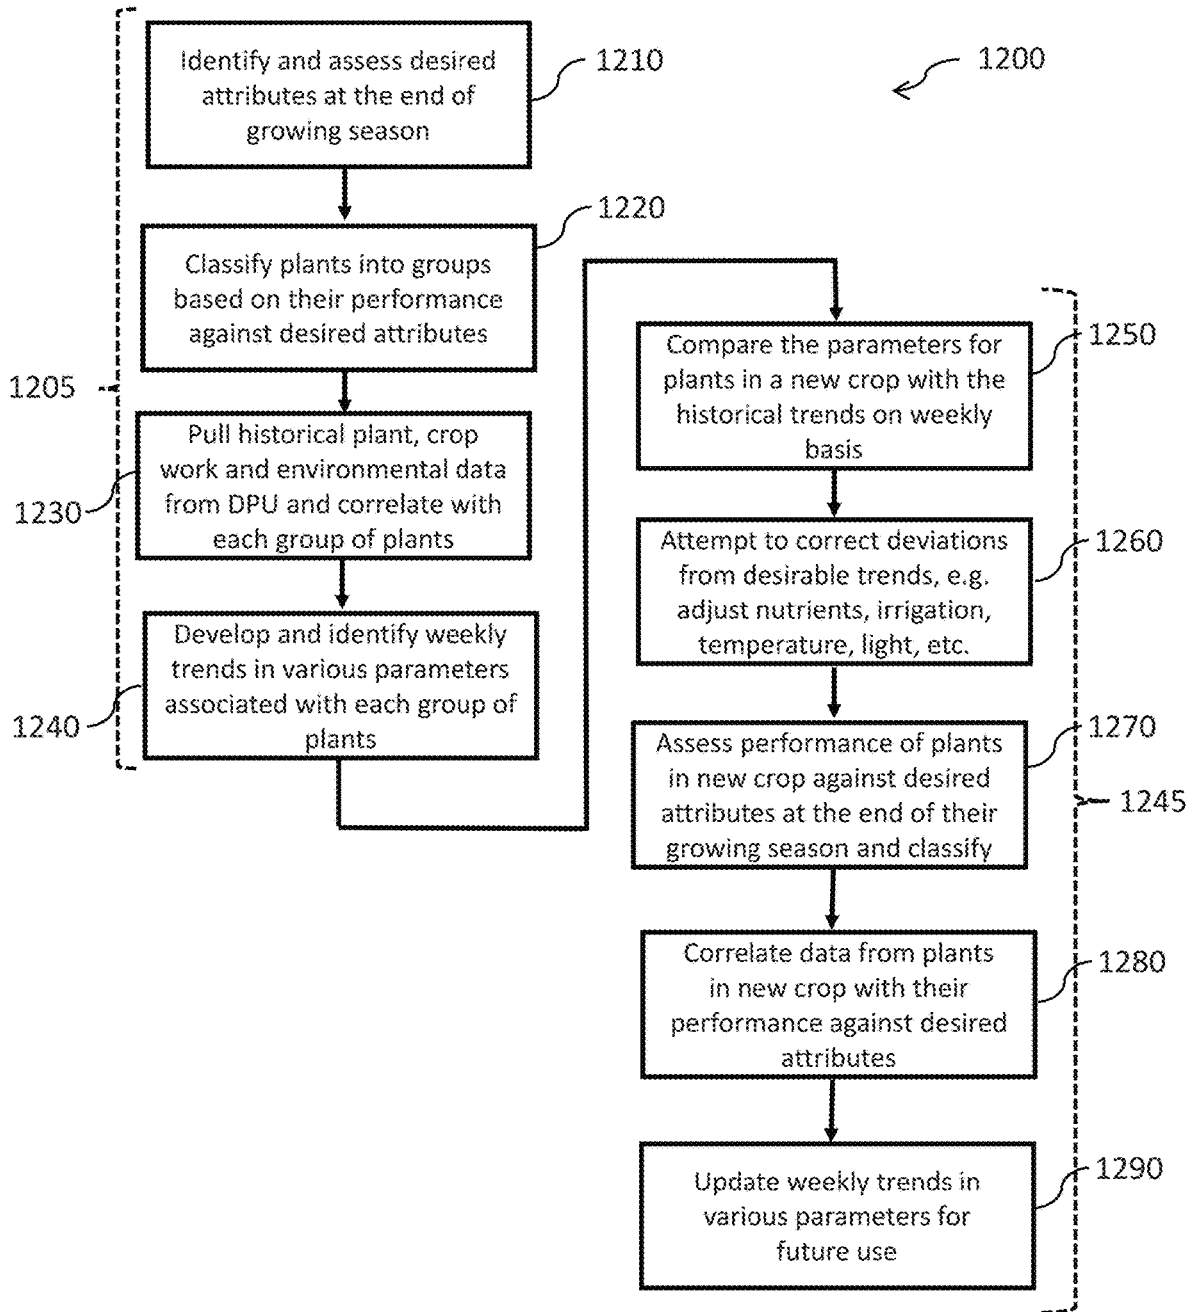 1200
1205
Identify and assess desired
attributes at the end of
growing season
1210
Classify plants into groups
based on their performance
against desired attributes
1220
Pull historical plant, crop
work and environmental data
from DPU and correlate with
each group of plants
1230
Develop and identify weekly
trends in various parameters
associated with each group of
plants
1240
Compare the parameters for
plants in a new crop with the
historical trends on weekly
basis
1250
Attempt to correct deviations
from desirable trends, e.g.
adjust nutrients, irrigation,
temperature, light, etc.
1260
Assess performance of plants
in new crop against desired
attributes at the end of their
growing season and classify
1270
1245
Correlate data from plants
in new crop with their
performance against desired
attributes
1280
Update weekly trends in
various parameters for
future use
1290